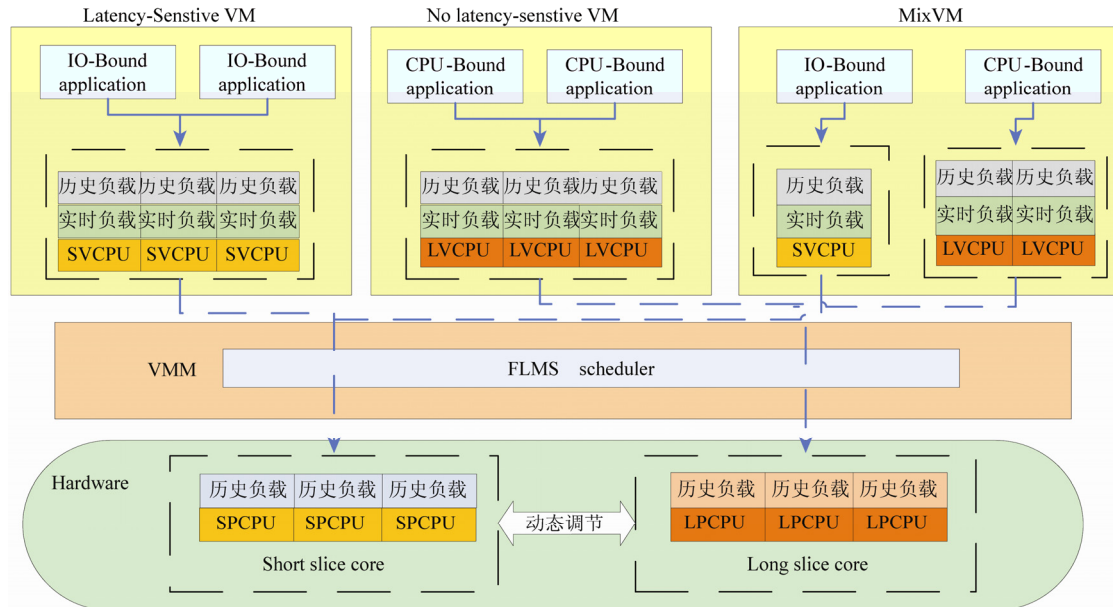 Latency-Senstive VM
No latency-senstive VM
MixVM
IO-Bound
application
IO-Bound
application
CPU-Bound
application
CPU-Bound
application
IO-Bound
application
CPU-Bound
application
历史负载 历史负载 历史负载
实时负载 实时负载 实时负载
SVCPU SVCPU SVCPU
历史负载 历史负载 历史负载
实时负载 实时负载 实时负载
LVCPU LVCPU LVCPU
历史负载
实时负载
SVCPU
历史负载 历史负载
实时负载 实时负载
LVCPU LVCPU
VMM
FLMS scheduler
Hardware
历史负载 历史负载 历史负载
SPCPU SPCPU SPCPU
Short slice core
动态调节
历史负载 历史负载 历史负载
LPCPU LPCPU LPCPU
Long slice core